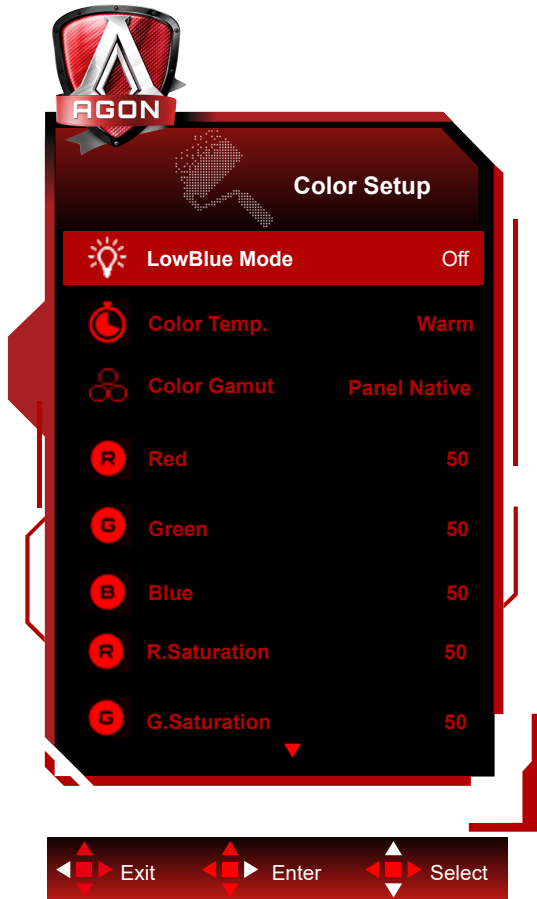 AGON
Color Setup
LowBlue Mode Off
Color Temp. Warm
Color Gamut Panel Native
R Red 50
G Green 50
B Blue 50
R R.Saturation 50
G G.Saturation 50
Exit Enter Select